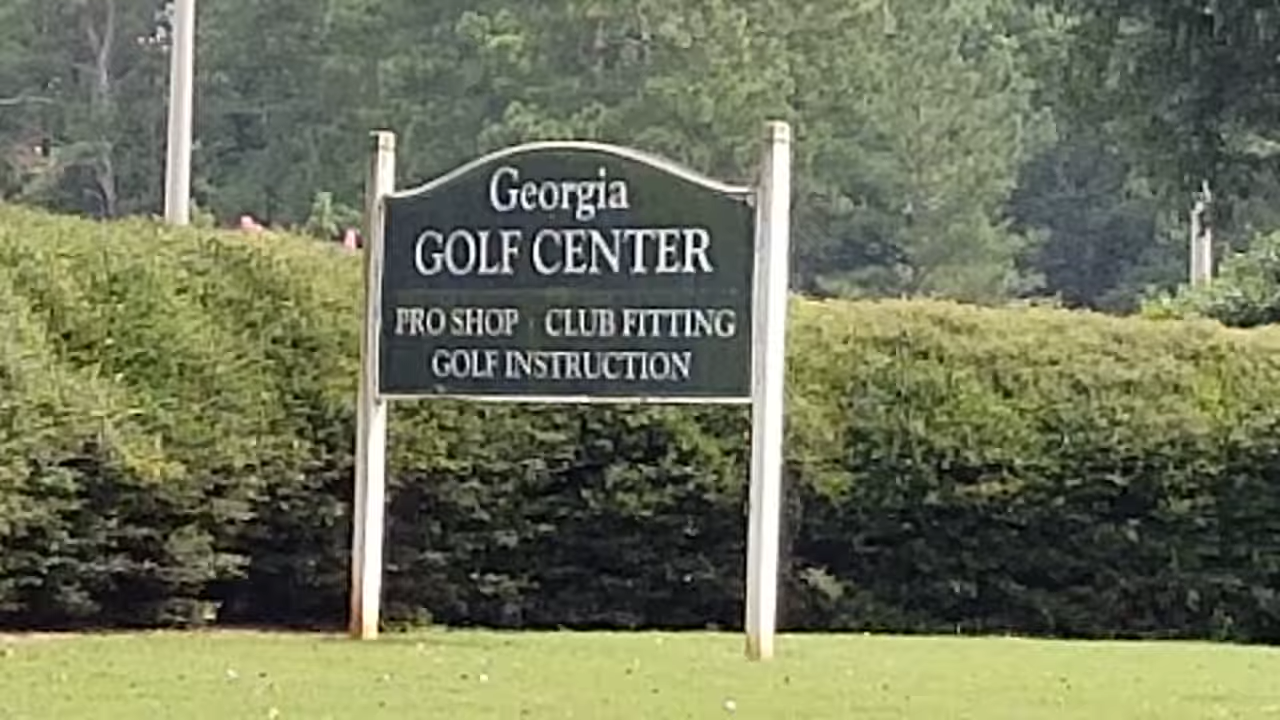 Georgia
GOLF CENTER
PRO SHOP CLUB FITTING
GOLF INSTRUCTION